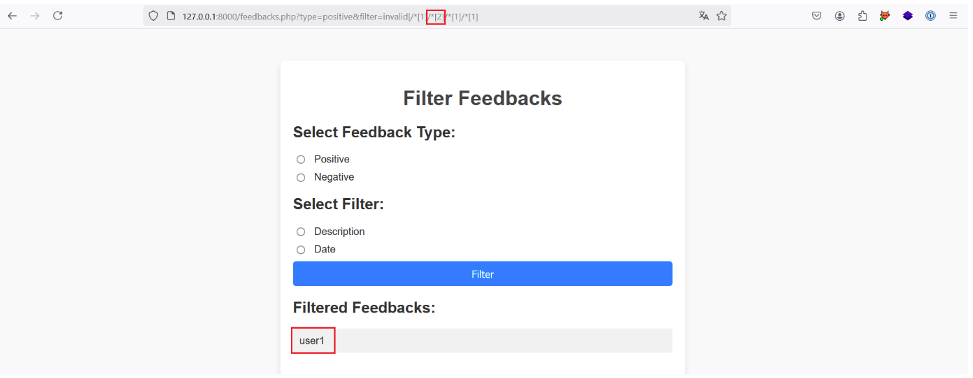 127.0.0.1:8000/feedbacks.php?type=positive&filter=invalid|/*[1]/*[2]/*[1]/*[1]
Filter Feedbacks
Select Feedback Type:
Positive
Negative
Select Filter:
Description
Date
Filter
Filtered Feedbacks:
user1